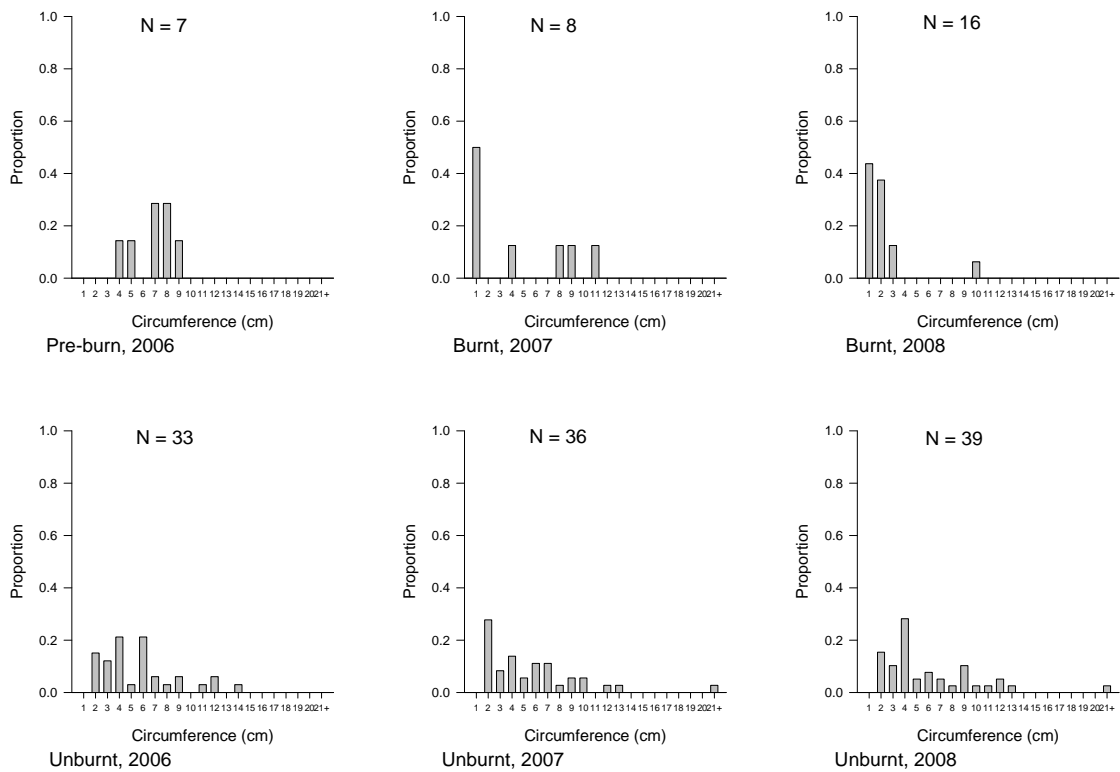 N = 7
1.0
0.8
0.6
0.4
0.2
0.0
Proportion
1 2 3 4 5 6 7 8 9 10 11 12 13 14 15 16 17 18 19 20 21+
Circumference (cm)
Pre-burn, 2006
N = 8
1.0
0.8
0.6
0.4
0.2
0.0
Proportion
1 2 3 4 5 6 7 8 9 10 11 12 13 14 15 16 17 18 19 20 21+
Circumference (cm)
Burnt, 2007
N = 16
1.0
0.8
0.6
0.4
0.2
0.0
Proportion
1 2 3 4 5 6 7 8 9 10 11 12 13 14 15 16 17 18 19 20 21+
Circumference (cm)
Burnt, 2008
N = 33
1.0
0.8
0.6
0.4
0.2
0.0
Proportion
1 2 3 4 5 6 7 8 9 10 11 12 13 14 15 16 17 18 19 20 21+
Circumference (cm)
Unburnt, 2006
N = 36
1.0
0.8
0.6
0.4
0.2
0.0
Proportion
1 2 3 4 5 6 7 8 9 10 11 12 13 14 15 16 17 18 19 20 21+
Circumference (cm)
Unburnt, 2007
N = 39
1.0
0.8
0.6
0.4
0.2
0.0
Proportion
1 2 3 4 5 6 7 8 9 10 11 12 13 14 15 16 17 18 19 20 21+
Circumference (cm)
Unburnt, 2008